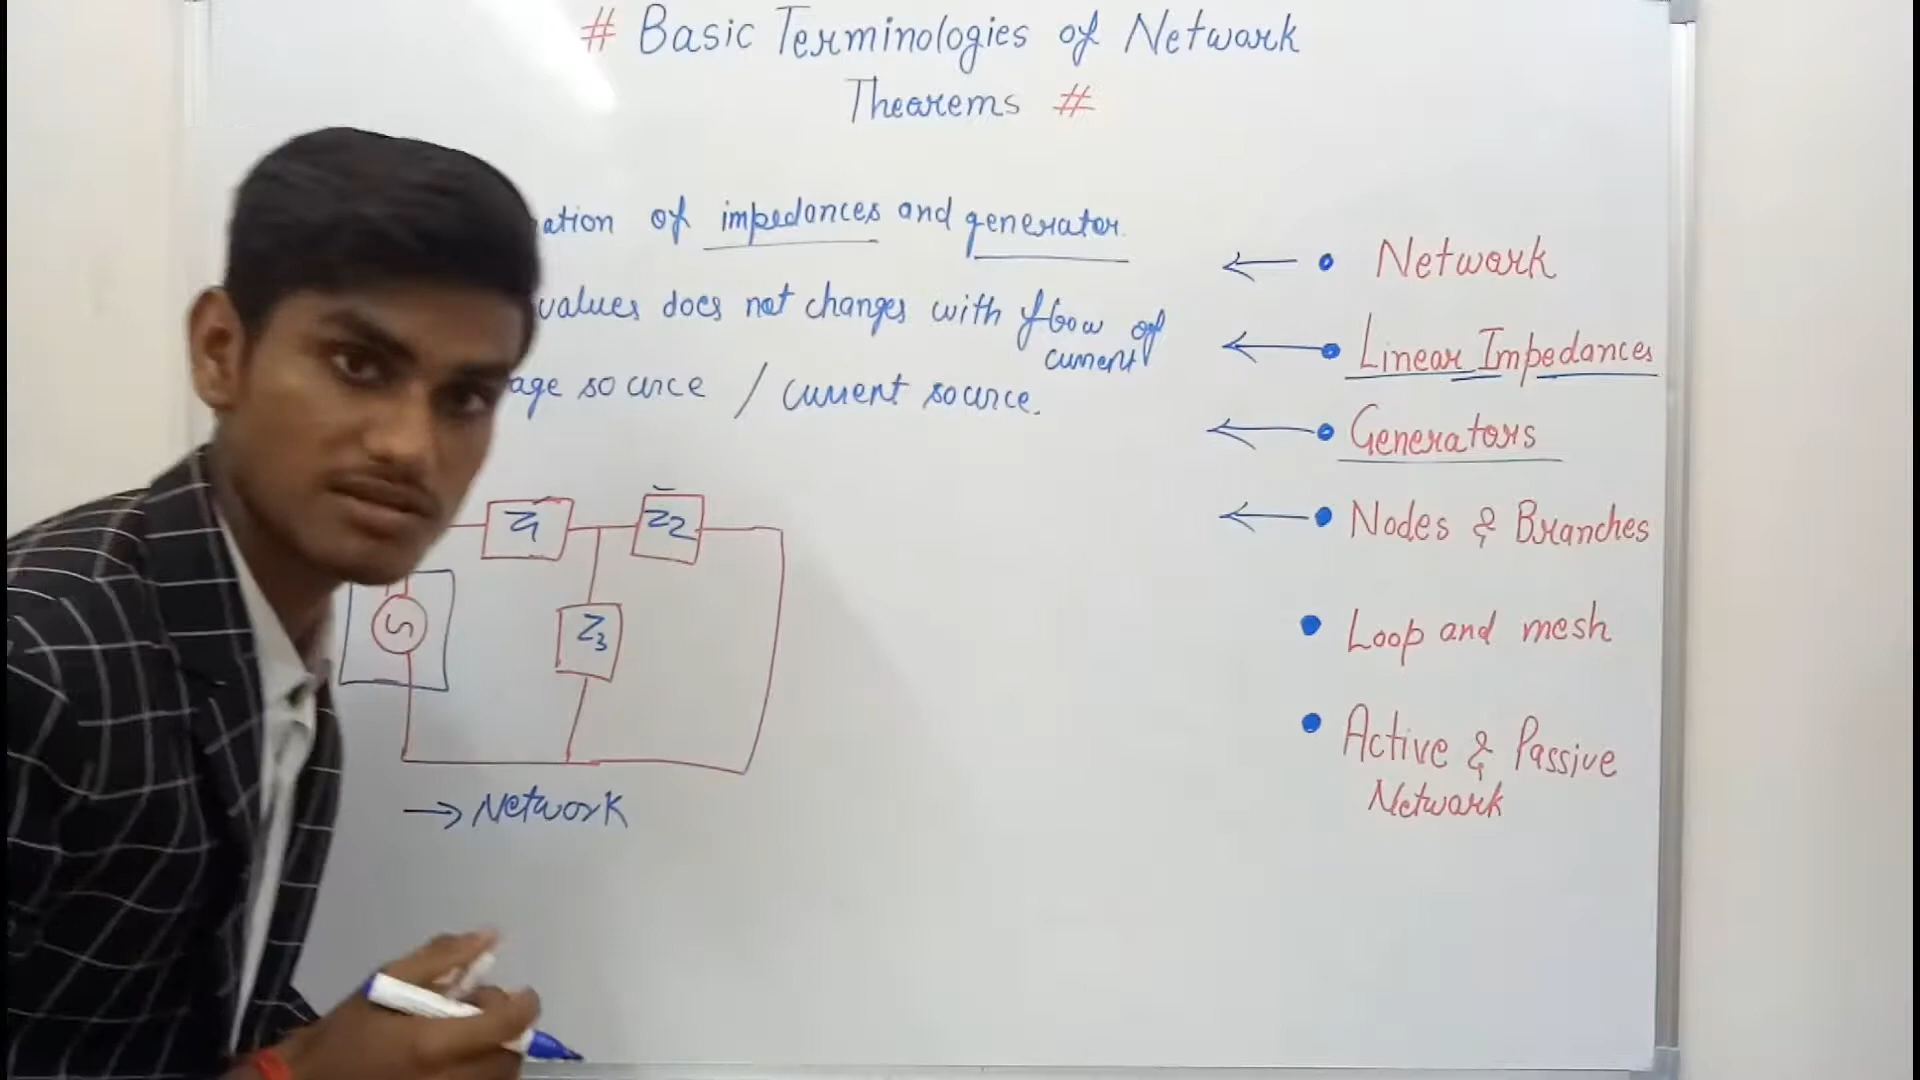 # Basic Terminologies of Network
Theorems #
ation of impedances and generator.
values does not changes with flow of
current
age source / current source.
• Network
• Linear Impedances
• Generators
• Nodes & Branches
• Loop and mesh
• Active & Passive
Network
Z1
Z2
Z3
→ Network